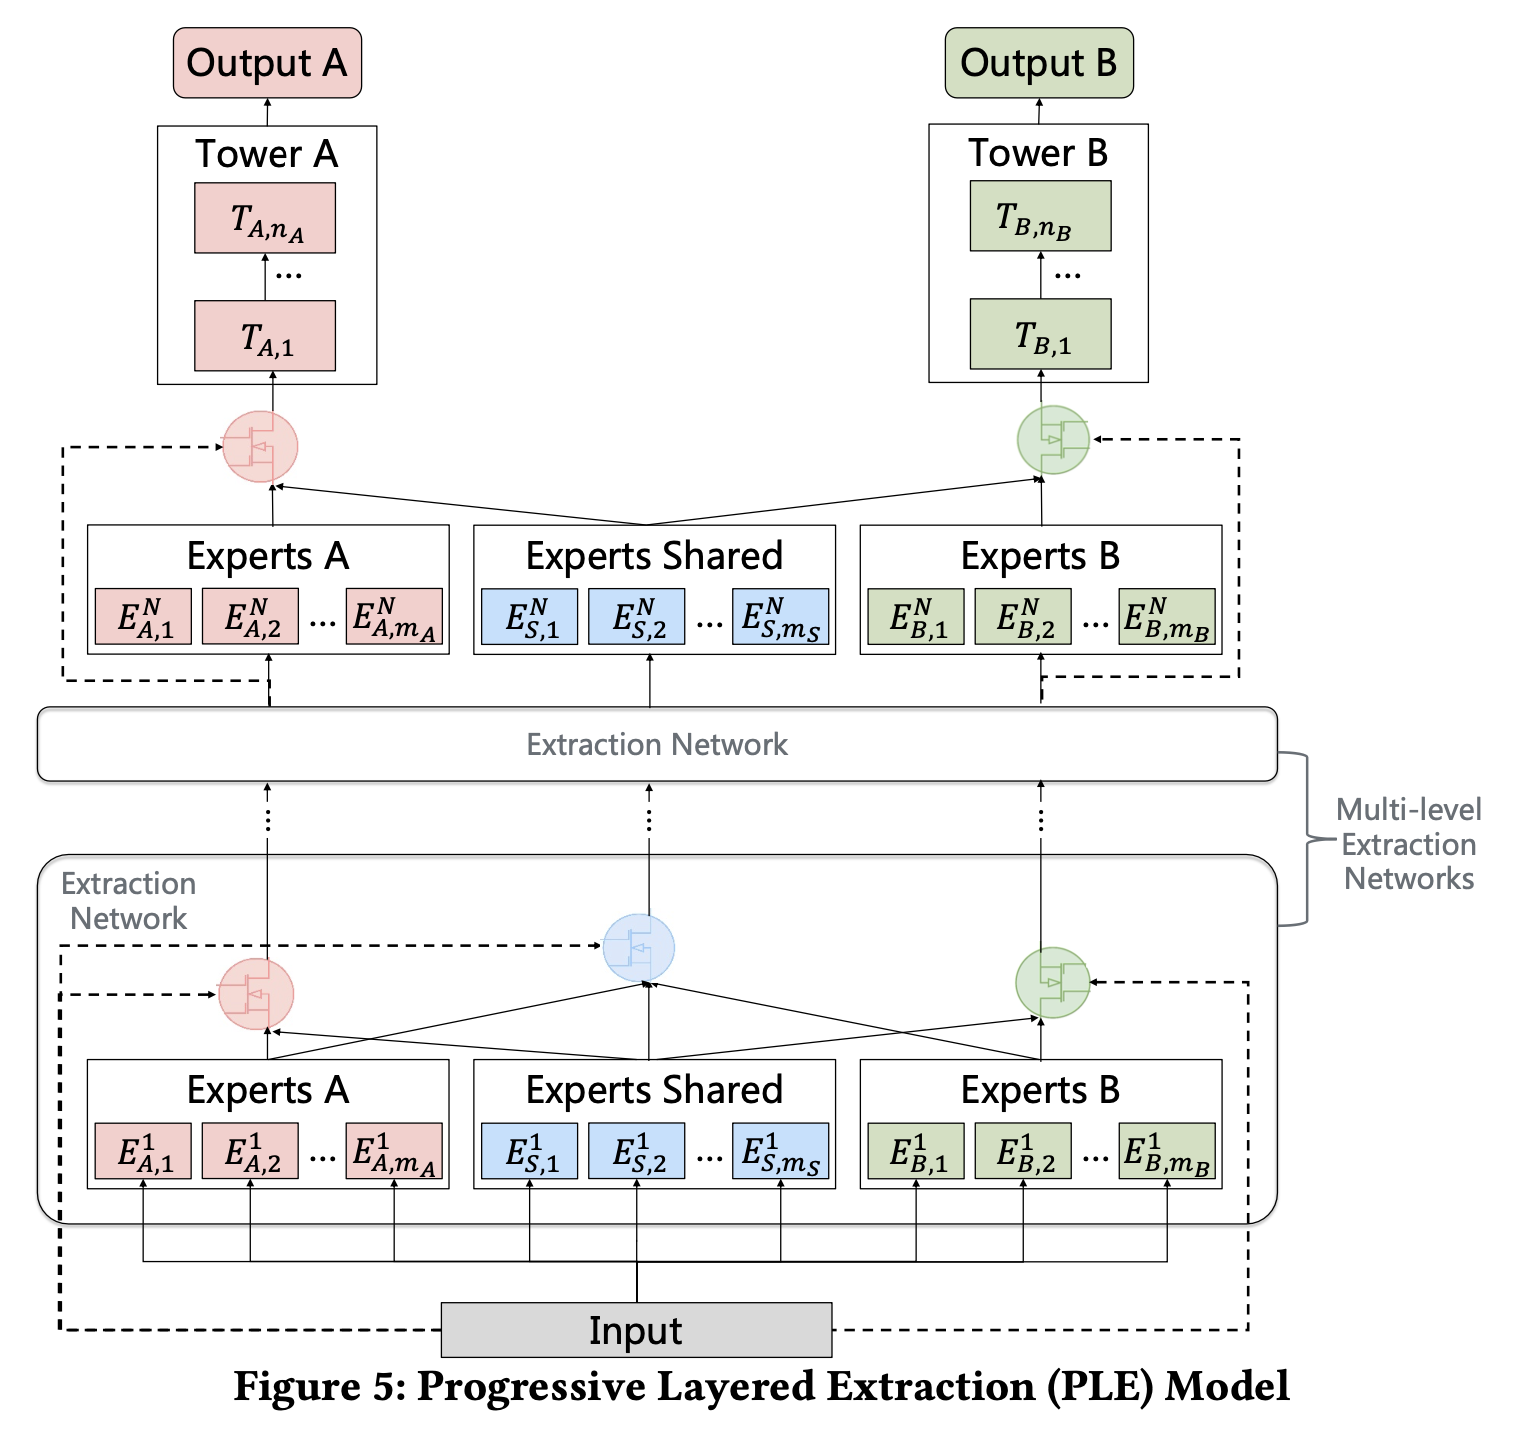 Output A
Output B
Tower A
Tower B
T_{A,n_A}
T_{B,n_B}
...
...
T_{A,1}
T_{B,1}
Experts A
Experts Shared
Experts B
E^N_{A,1} E^N_{A,2} ... E^N_{A,m_A}
E^N_{S,1} E^N_{S,2} ... E^N_{S,m_S}
E^N_{B,1} E^N_{B,2} ... E^N_{B,m_B}
Extraction Network
Multi-level
Extraction
Networks
Extraction
Network
Experts A
Experts Shared
Experts B
E^1_{A,1} E^1_{A,2} ... E^1_{A,m_A}
E^1_{S,1} E^1_{S,2} ... E^1_{S,m_S}
E^1_{B,1} E^1_{B,2} ... E^1_{B,m_B}
Input
Figure 5: Progressive Layered Extraction (PLE) Model